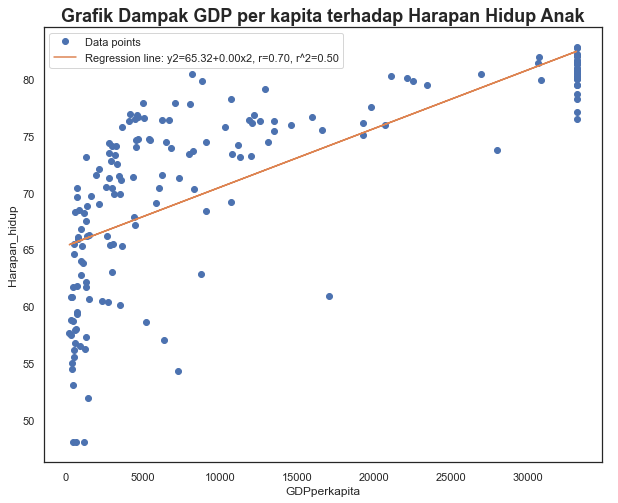 Grafik Dampak GDP per kapita terhadap Harapan Hidup Anak
Data points
Regression line: y2=65.32+0.00x2, r=0.70, r^2=0.50
80
75
70
65
60
55
50
Harapan_hidup
0 5000 10000 15000 20000 25000 30000
GDPperkapita